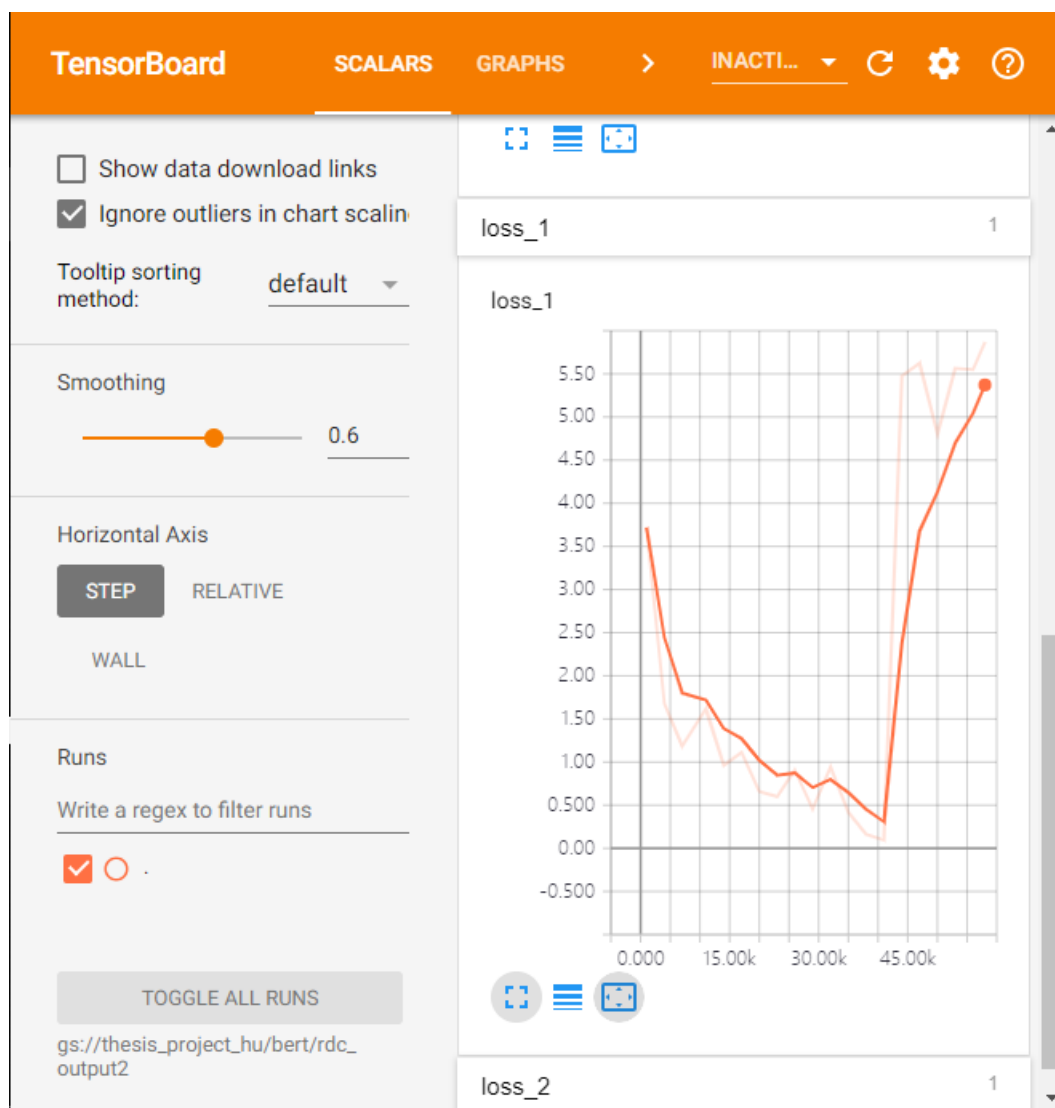 TensorBoard
SCALARS
GRAPHS
INACTI...
Show data download links
Ignore outliers in chart scalin
Tooltip sorting
method:
default
Smoothing
0.6
Horizontal Axis
STEP
RELATIVE
WALL
Runs
Write a regex to filter runs
.
TOGGLE ALL RUNS
gs://thesis_project_hu/bert/rdc_
output2
loss_1
1
loss_1
5.50
5.00
4.50
4.00
3.50
3.00
2.50
2.00
1.50
1.00
0.500
0.00
-0.500
0.000 15.00k 30.00k 45.00k
loss_2
1